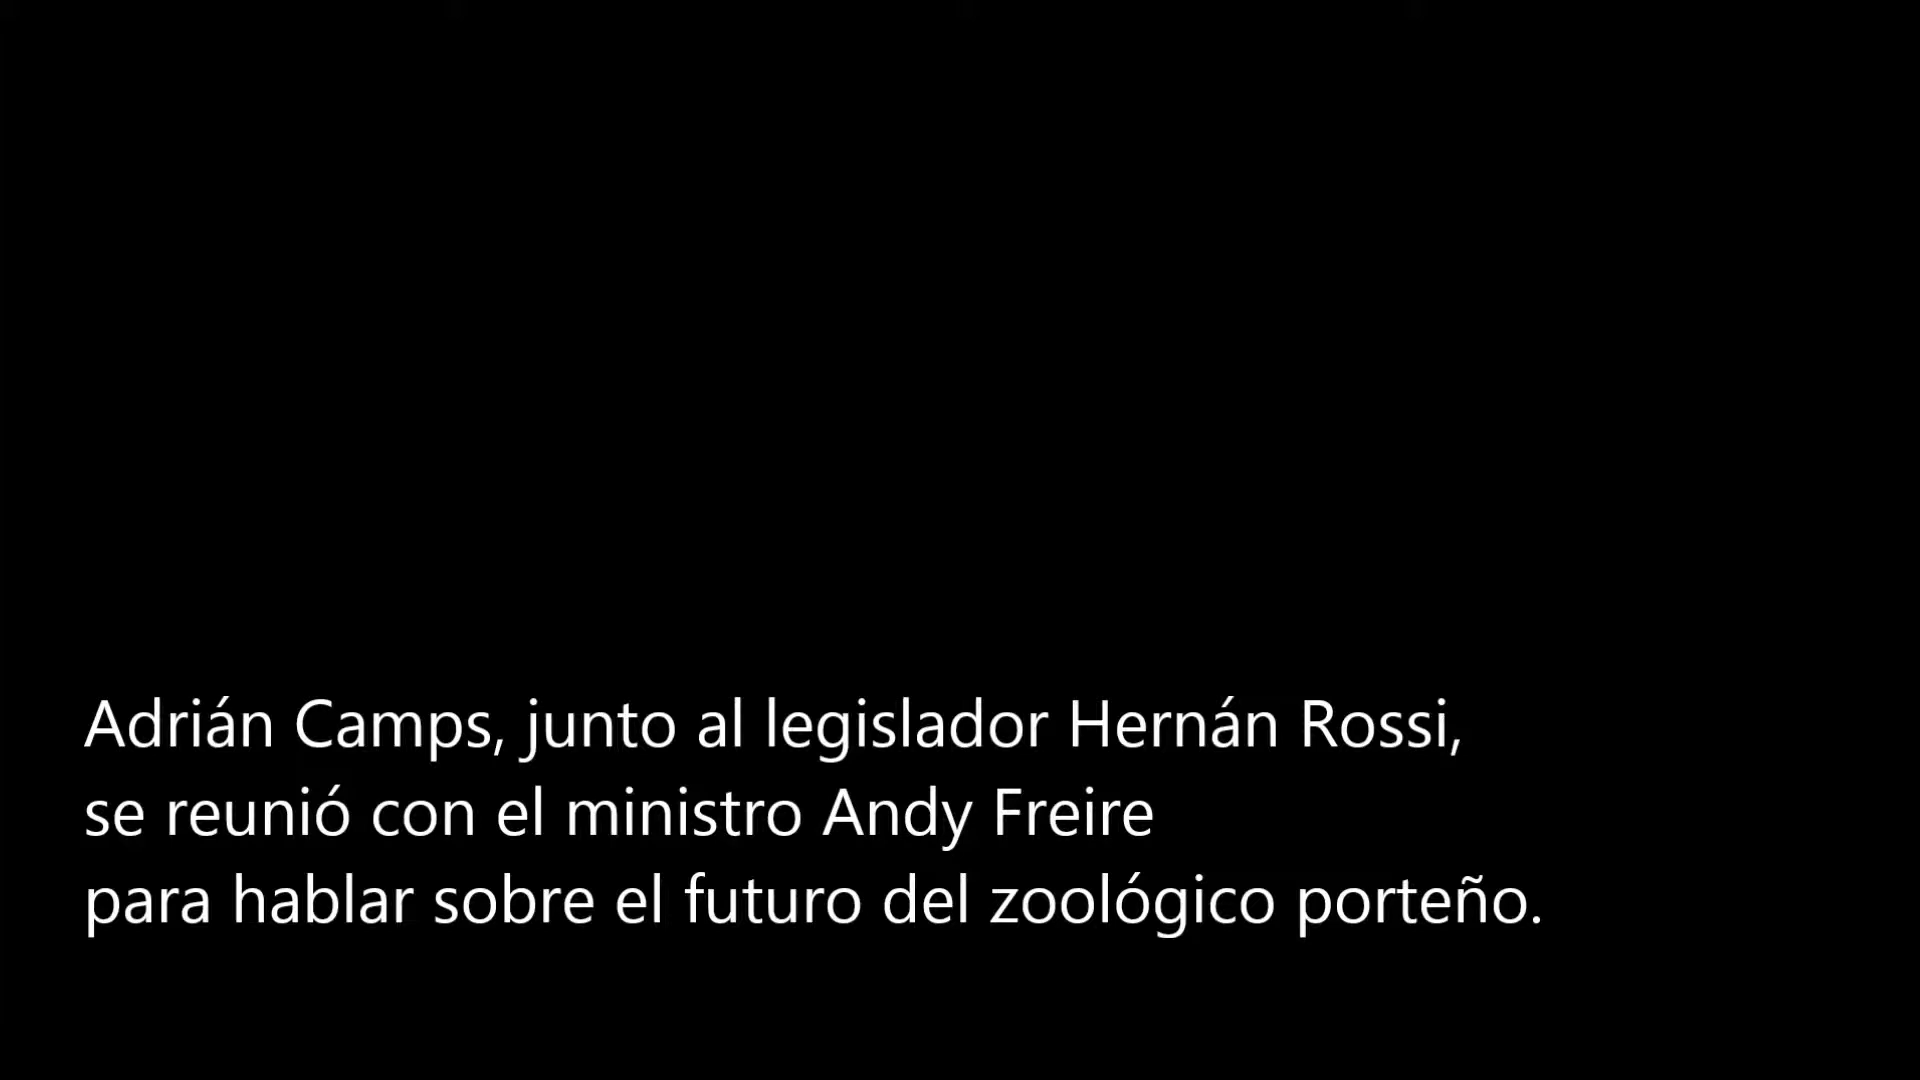 Adrián Camps, junto al legislador Hernán Rossi,
se reunió con el ministro Andy Freire
para hablar sobre el futuro del zoológico porteño.